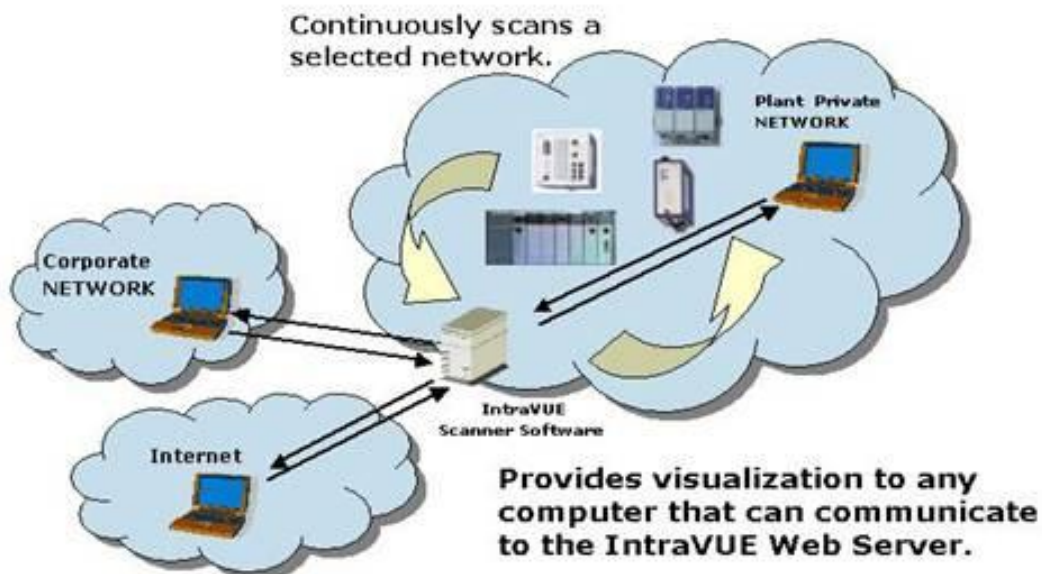 Continuously scans a
selected network.
Plant Private
NETWORK
Corporate
NETWORK
IntraVUE
Scanner Software
Internet
Provides visualization to any
computer that can communicate
to the IntraVUE Web Server.